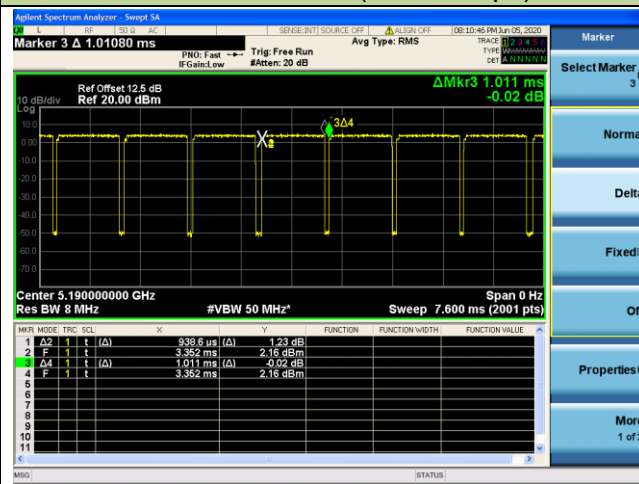 Agilent Spectrum Analyzer - Swept SA
L RF 50 Ω AC SENSE:INT SOURCE OFF ALIGN OFF 08:10:46 PM Jun 05, 2020
Marker 3 Δ 1.01080 ms
PNO: Fast
IFGain:Low
Trig: Free Run
#Atten: 20 dB
Avg Type: RMS
TRACE 1 2 3 4 5 6
TYPE
DET A N N N N N
Ref Offset 12.5 dB
Ref 20.00 dBm
10 dB/div
Log
ΔMkr3 1.011 ms
-0.02 dB
10.0
0.00
-10.0
-20.0
-30.0
-40.0
-50.0
-60.0
-70.0
3Δ4
Center 5.190000000 GHz Span 0 Hz
Res BW 8 MHz #VBW 50 MHz* Sweep 7.600 ms (2001 pts)
MKR MODE TRC SCL X Y FUNCTION FUNCTION WIDTH FUNCTION VALUE
1 Δ2 1 t (Δ) 938.6 µs (Δ) 1.23 dB
2 F 1 t 3.352 ms 2.16 dBm
3 Δ4 1 t (Δ) 1.011 ms (Δ) -0.02 dB
4 F 1 t 3.352 ms 2.16 dBm
5
6
7
8
9
10
11
MSG STATUS
Marker
Select Marker
3
Norma
Delta
Fixed
Properties
More
1 of 2